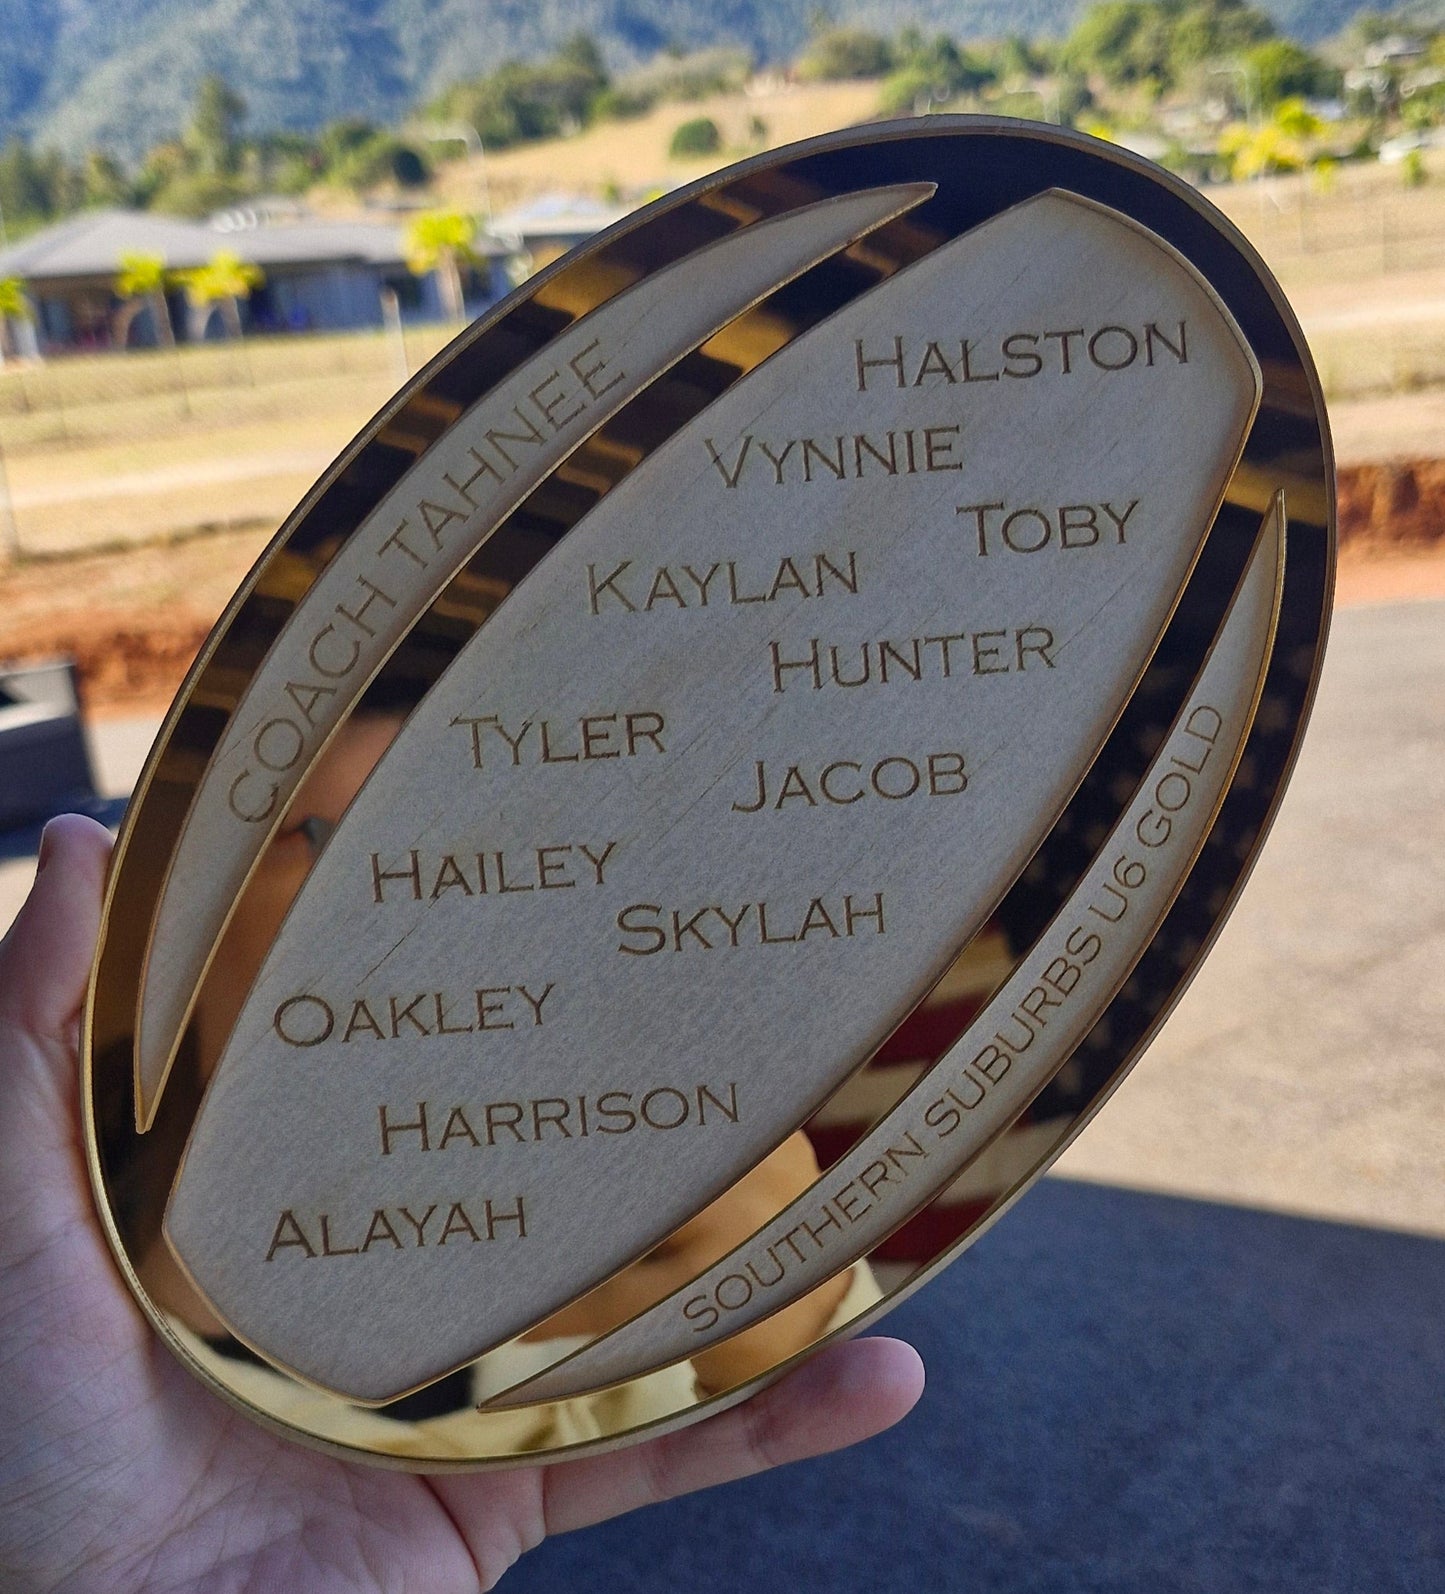 COACH TAHNEE
HALSTON
VYNNIE
TOBY
KAYLAN
HUNTER
TYLER
JACOB
HAILEY
SKYLAH
OAKLEY
HARRISON
ALAYAH
SOUTHERN SUBURBS U6 GOLD